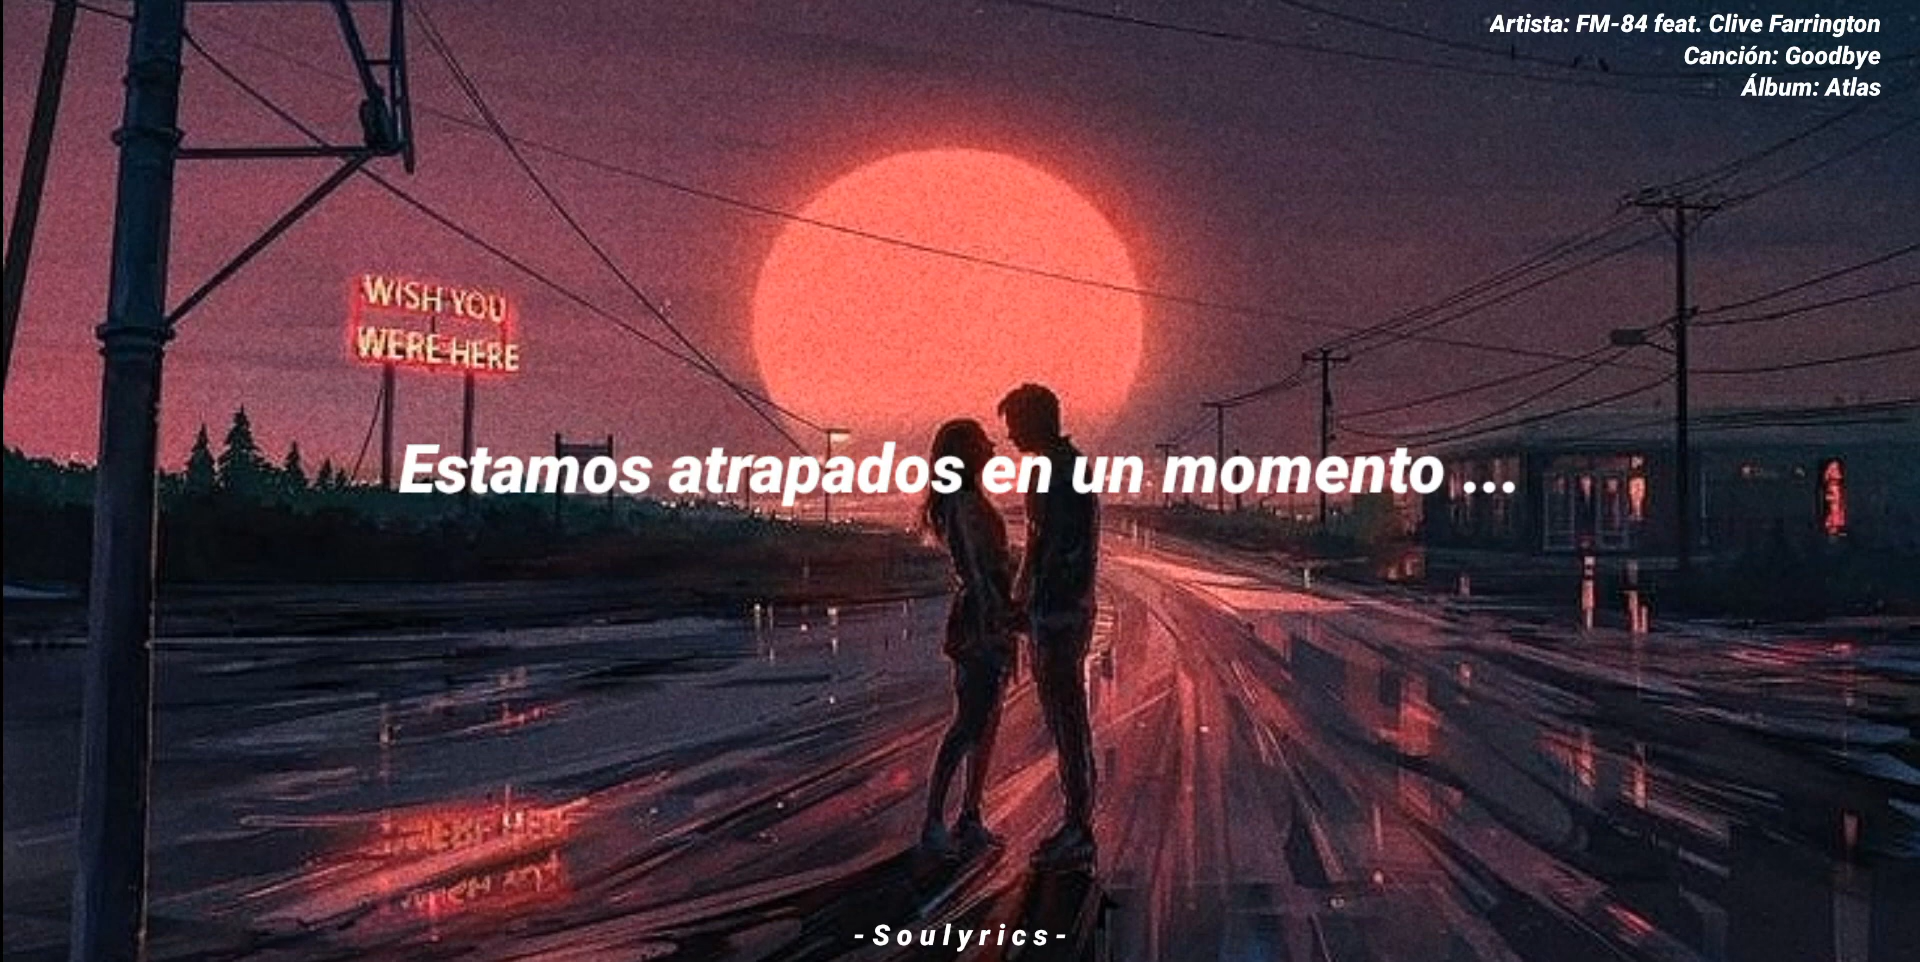 Artista: FM-84 feat. Clive Farrington
Canción: Goodbye
Álbum: Atlas
WISH YOU
WERE HERE
Estamos atrapados en un momento ...
-Soulyrics-